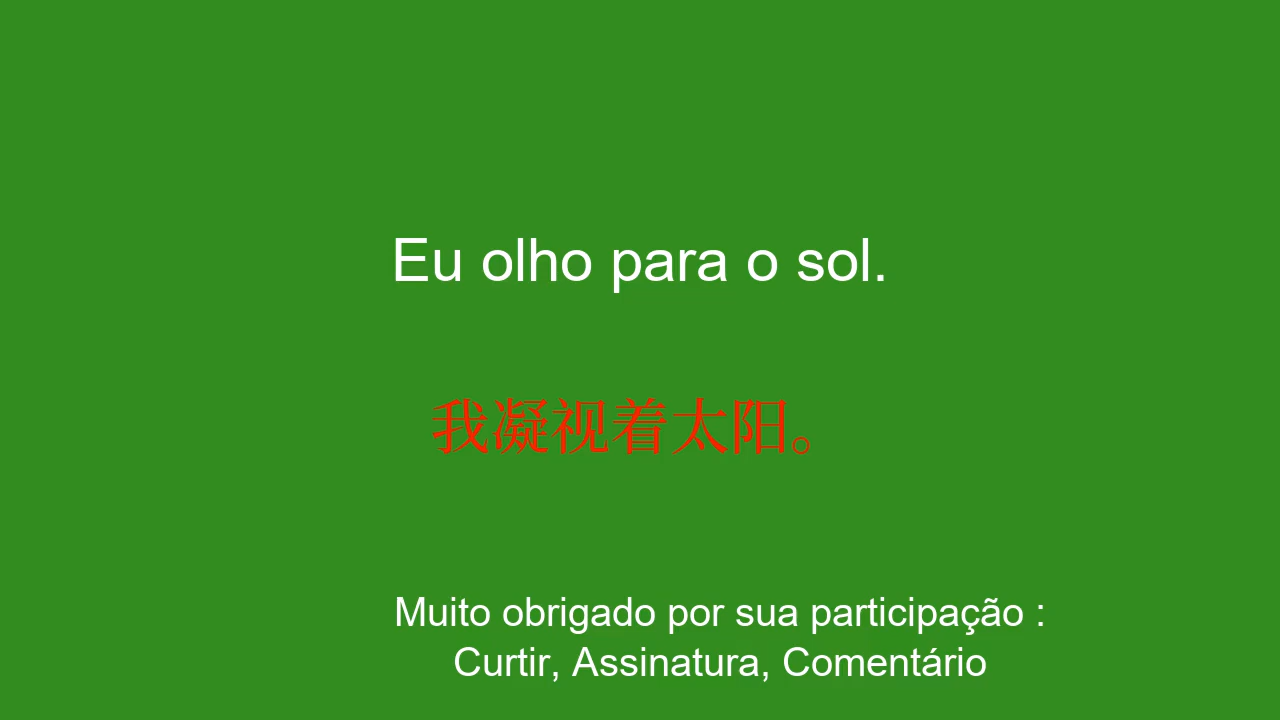 Eu olho para o sol.
我凝视着太阳。
Muito obrigado por sua participação :
Curtir, Assinatura, Comentário